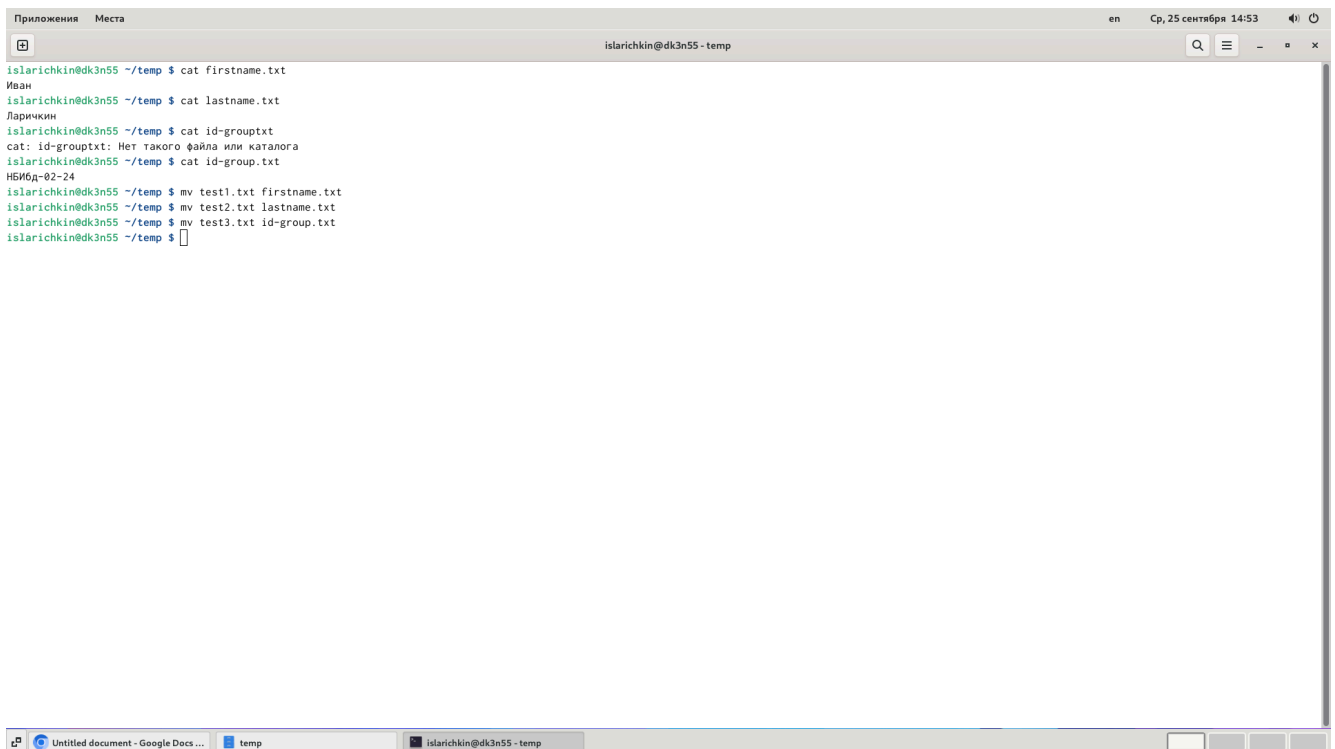 Приложения Места en Ср, 25 сентября 14:53
islarichkin@dk3n55 - temp
islarichkin@dk3n55 ~/temp $ cat firstname.txt
Иван
islarichkin@dk3n55 ~/temp $ cat lastname.txt
Ларичкин
islarichkin@dk3n55 ~/temp $ cat id-grouptxt
cat: id-grouptxt: Нет такого файла или каталога
islarichkin@dk3n55 ~/temp $ cat id-group.txt
НБИбд-02-24
islarichkin@dk3n55 ~/temp $ mv test1.txt firstname.txt
islarichkin@dk3n55 ~/temp $ mv test2.txt lastname.txt
islarichkin@dk3n55 ~/temp $ mv test3.txt id-group.txt
islarichkin@dk3n55 ~/temp $
Untitled document - Google Docs ... temp islarichkin@dk3n55 - temp